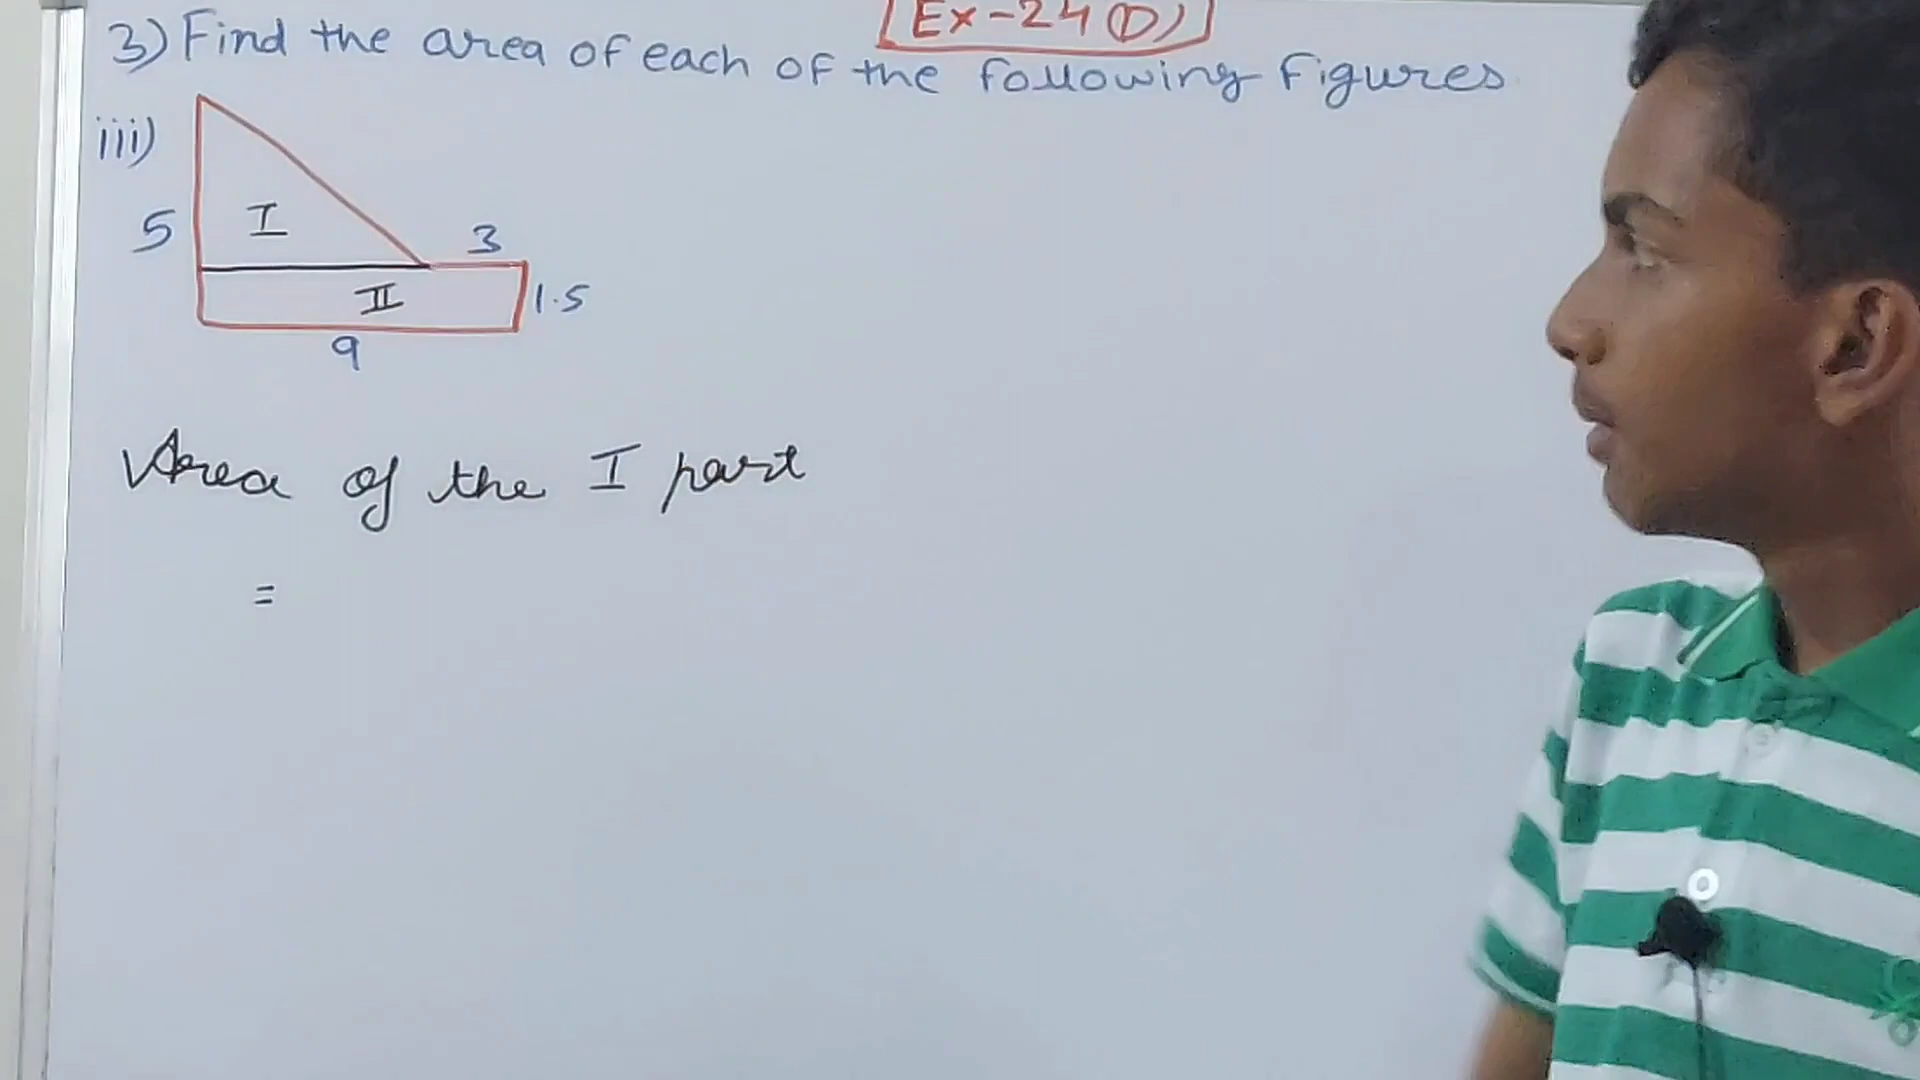 [Ex-24(D)]
3) Find the area of each of the following figures
iii)
I
5
3
II
1.5
9
Area of the I part
=